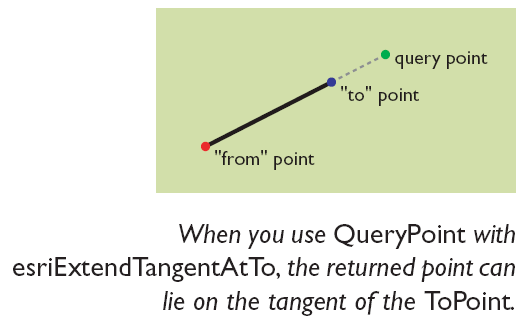 query point
"to" point
"from" point
When you use QueryPoint with
esriExtendTangentAtTo, the returned point can
lie on the tangent of the ToPoint.